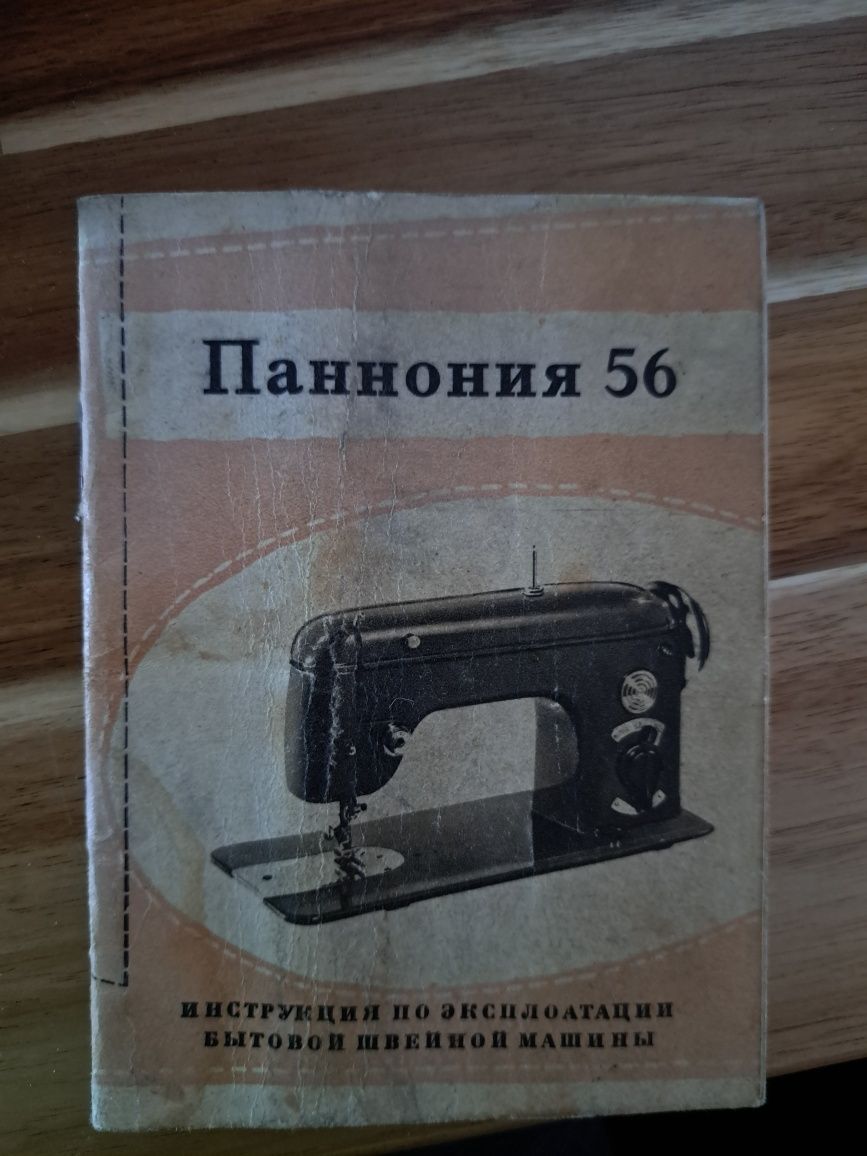 Паннония 56
ИНСТРУКЦИЯ ПО ЭКСПЛОАТАЦИИ
БЫТОВОЙ ШВЕЙНОЙ МАШИНЫ